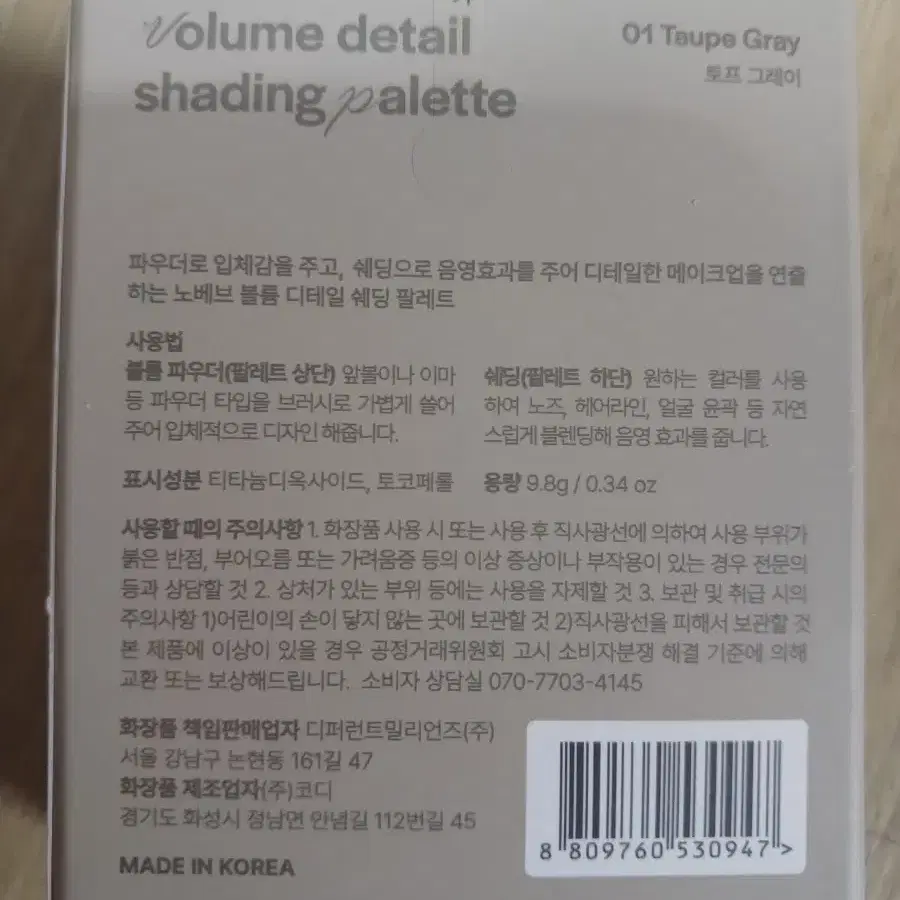 Volume detail
shading palette
01 Taupe Gray
토프 그레이
파우더로 입체감을 주고, 쉐딩으로 음영효과를 주어 디테일한 메이크업을 연출
하는 노베브 볼륨 디테일 쉐딩 팔레트
사용법
볼륨 파우더(팔레트 상단) 앞볼이나 이마
등 파우더 타입을 브러시로 가볍게 쓸어
주어 입체적으로 디자인 해줍니다.
쉐딩(팔레트 하단) 원하는 컬러를 사용
하여 노즈, 헤어라인, 얼굴 윤곽 등 자연
스럽게 블렌딩해 음영 효과를 줍니다.
표시성분 티타늄디옥사이드, 토코페롤
용량 9.8g / 0.34 oz
사용할 때의 주의사항 1. 화장품 사용 시 또는 사용 후 직사광선에 의하여 사용 부위가
붉은 반점, 부어오름 또는 가려움증 등의 이상 증상이나 부작용이 있는 경우 전문의
등과 상담할 것 2. 상처가 있는 부위 등에는 사용을 자제할 것 3. 보관 및 취급 시의
주의사항 1)어린이의 손이 닿지 않는 곳에 보관할 것 2)직사광선을 피해서 보관할 것
본 제품에 이상이 있을 경우 공정거래위원회 고시 소비자분쟁 해결 기준에 의해
교환 또는 보상해드립니다. 소비자 상담실 070-7703-4145
화장품 책임판매업자 디퍼런트밀리언즈(주)
서울 강남구 논현동 161길 47
화장품 제조업자(주)코디
경기도 화성시 정남면 안녕길 112번길 45
MADE IN KOREA
8 809760 530947 >